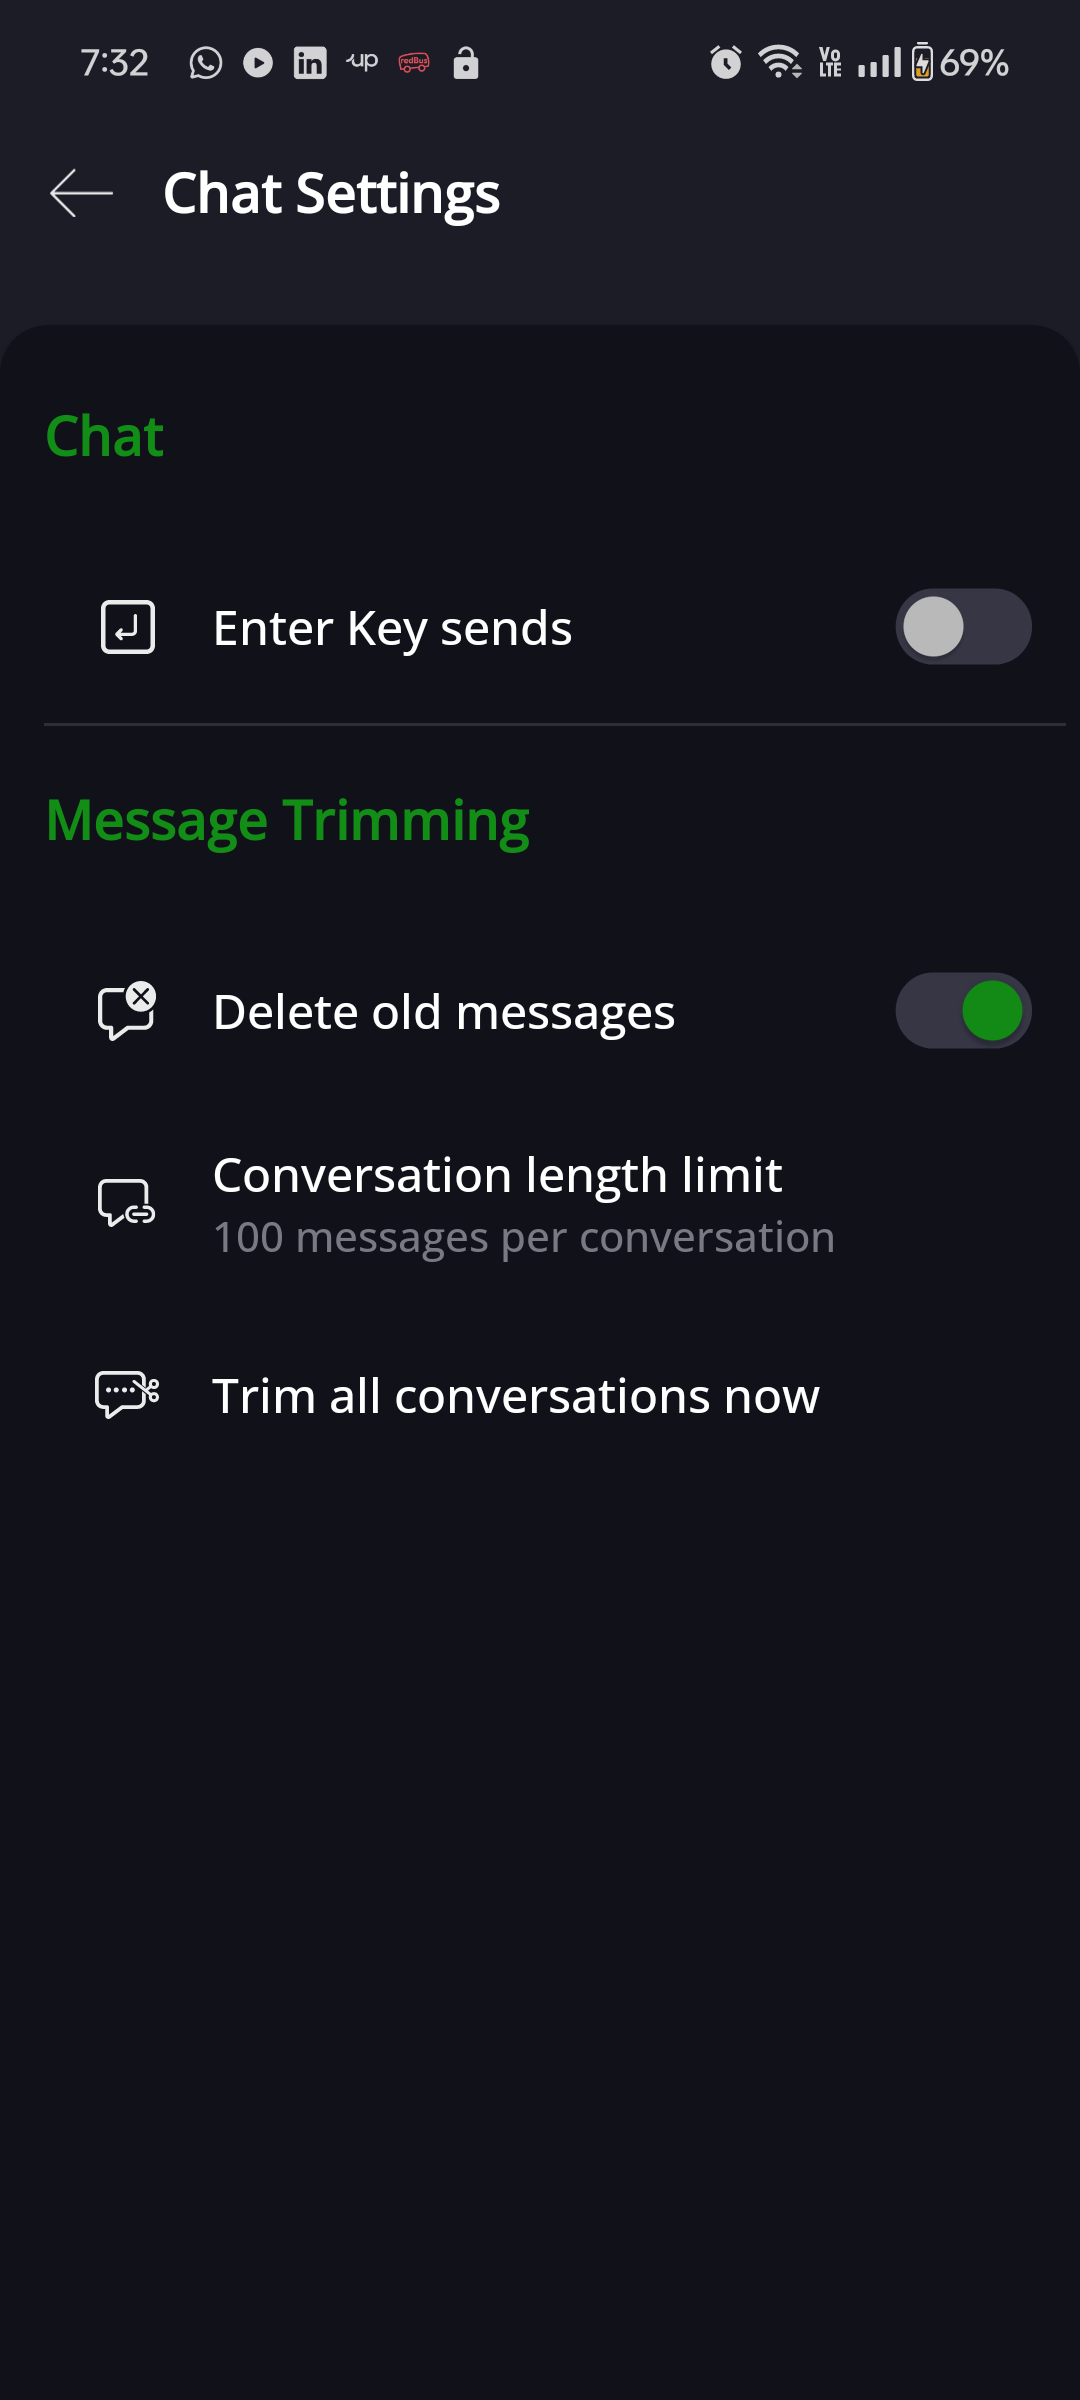 7:32 in up redBus Vo LTE 69%
Chat Settings
Chat
Enter Key sends
Message Trimming
Delete old messages
Conversation length limit
100 messages per conversation
Trim all conversations now